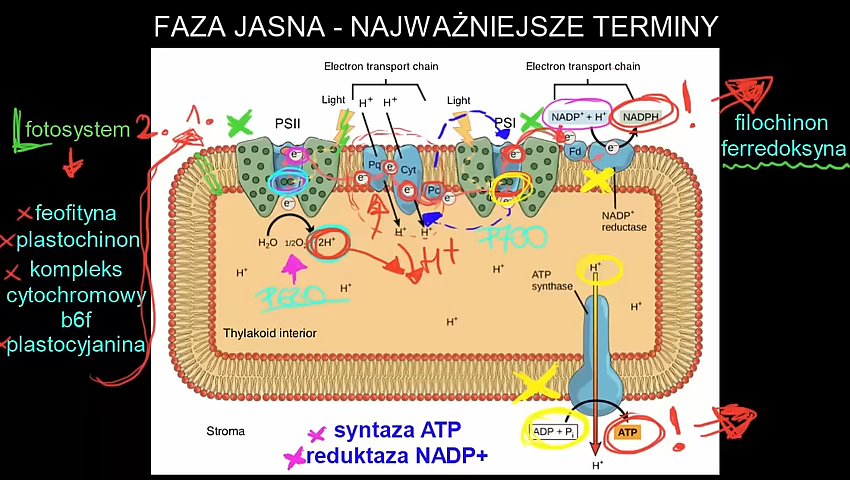 FAZA JASNA - NAJWAŻNIEJSZE TERMINY
Electron transport chain
Electron transport chain
H+ H+
Light
Light
PSII
PSI
NADP+ + H+
NADPH
fotosystem
2. 1.
filochinon
ferredoksyna
e-
Pq
e-
Cyt
e-
e-
Pc
e-
e-
e-
Fd
e-
e-
e-
feofityna
plastochinon
kompleks
cytochromowy
b6f
plastocyjanina
NADP+
reductase
H2O 1/2O2 2H+
H+ H+
P700
H+
H+
H+
H+
H+
H+
H+
H+
P680
ATP
synthase
Thylakoid interior
Stroma
ADP + Pi
ATP
H+
syntaza ATP
reduktaza NADP+